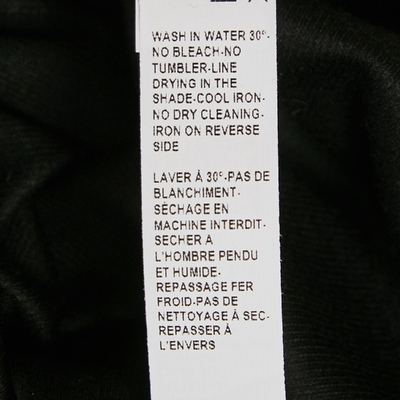 WASH IN WATER 30°-
NO BLEACH-NO
TUMBLER-LINE
DRYING IN THE
SHADE-COOL IRON-
NO DRY CLEANING-
IRON ON REVERSE
SIDE
LAVER À 30°-PAS DE
BLANCHIMENT-
SÉCHAGE EN
MACHINE INTERDIT-
SECHER A
L'HOMBRE PENDU
ET HUMIDE-
REPASSAGE FER
FROID-PAS DE
NETTOYAGE À SEC-
REPASSER À
L'ENVERS